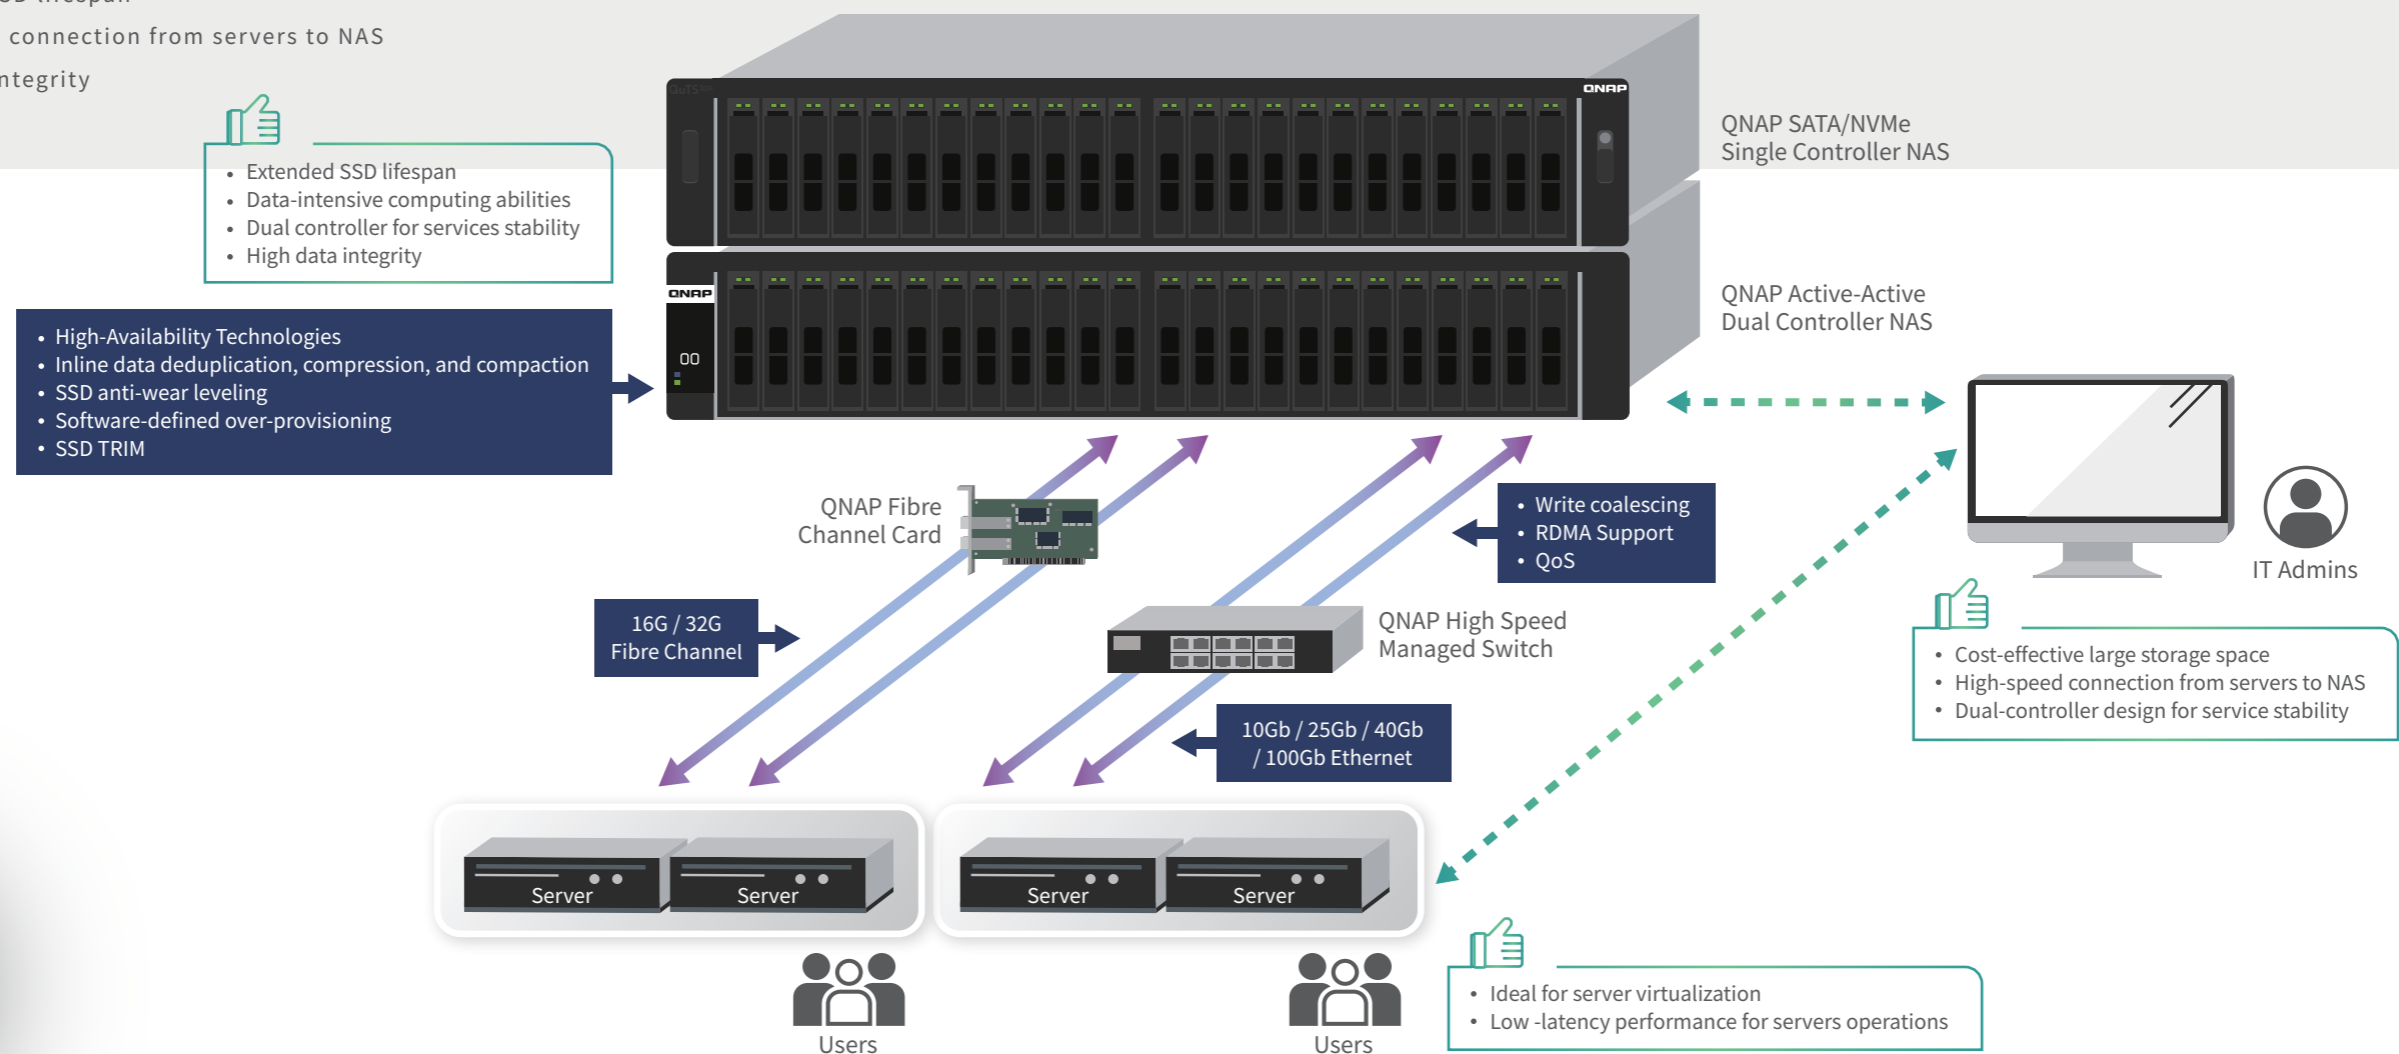 connection from servers to NAS
QuTS
QNAP
QNAP SATA/NVMe
Single Controller NAS
• Extended SSD lifespan
• Data-intensive computing abilities
• Dual controller for services stability
• High data integrity
QNAP
00
QNAP Active-Active
Dual Controller NAS
• High-Availability Technologies
• Inline data deduplication, compression, and compaction
• SSD anti-wear leveling
• Software-defined over-provisioning
• SSD TRIM
QNAP Fibre
Channel Card
• Write coalescing
• RDMA Support
• QoS
IT Admins
16G / 32G
Fibre Channel
QNAP High Speed
Managed Switch
• Cost-effective large storage space
• High-speed connection from servers to NAS
• Dual-controller design for service stability
10Gb / 25Gb / 40Gb
/ 100Gb Ethernet
Server
Server
Server
Server
• Ideal for server virtualization
• Low -latency performance for servers operations
Users
Users